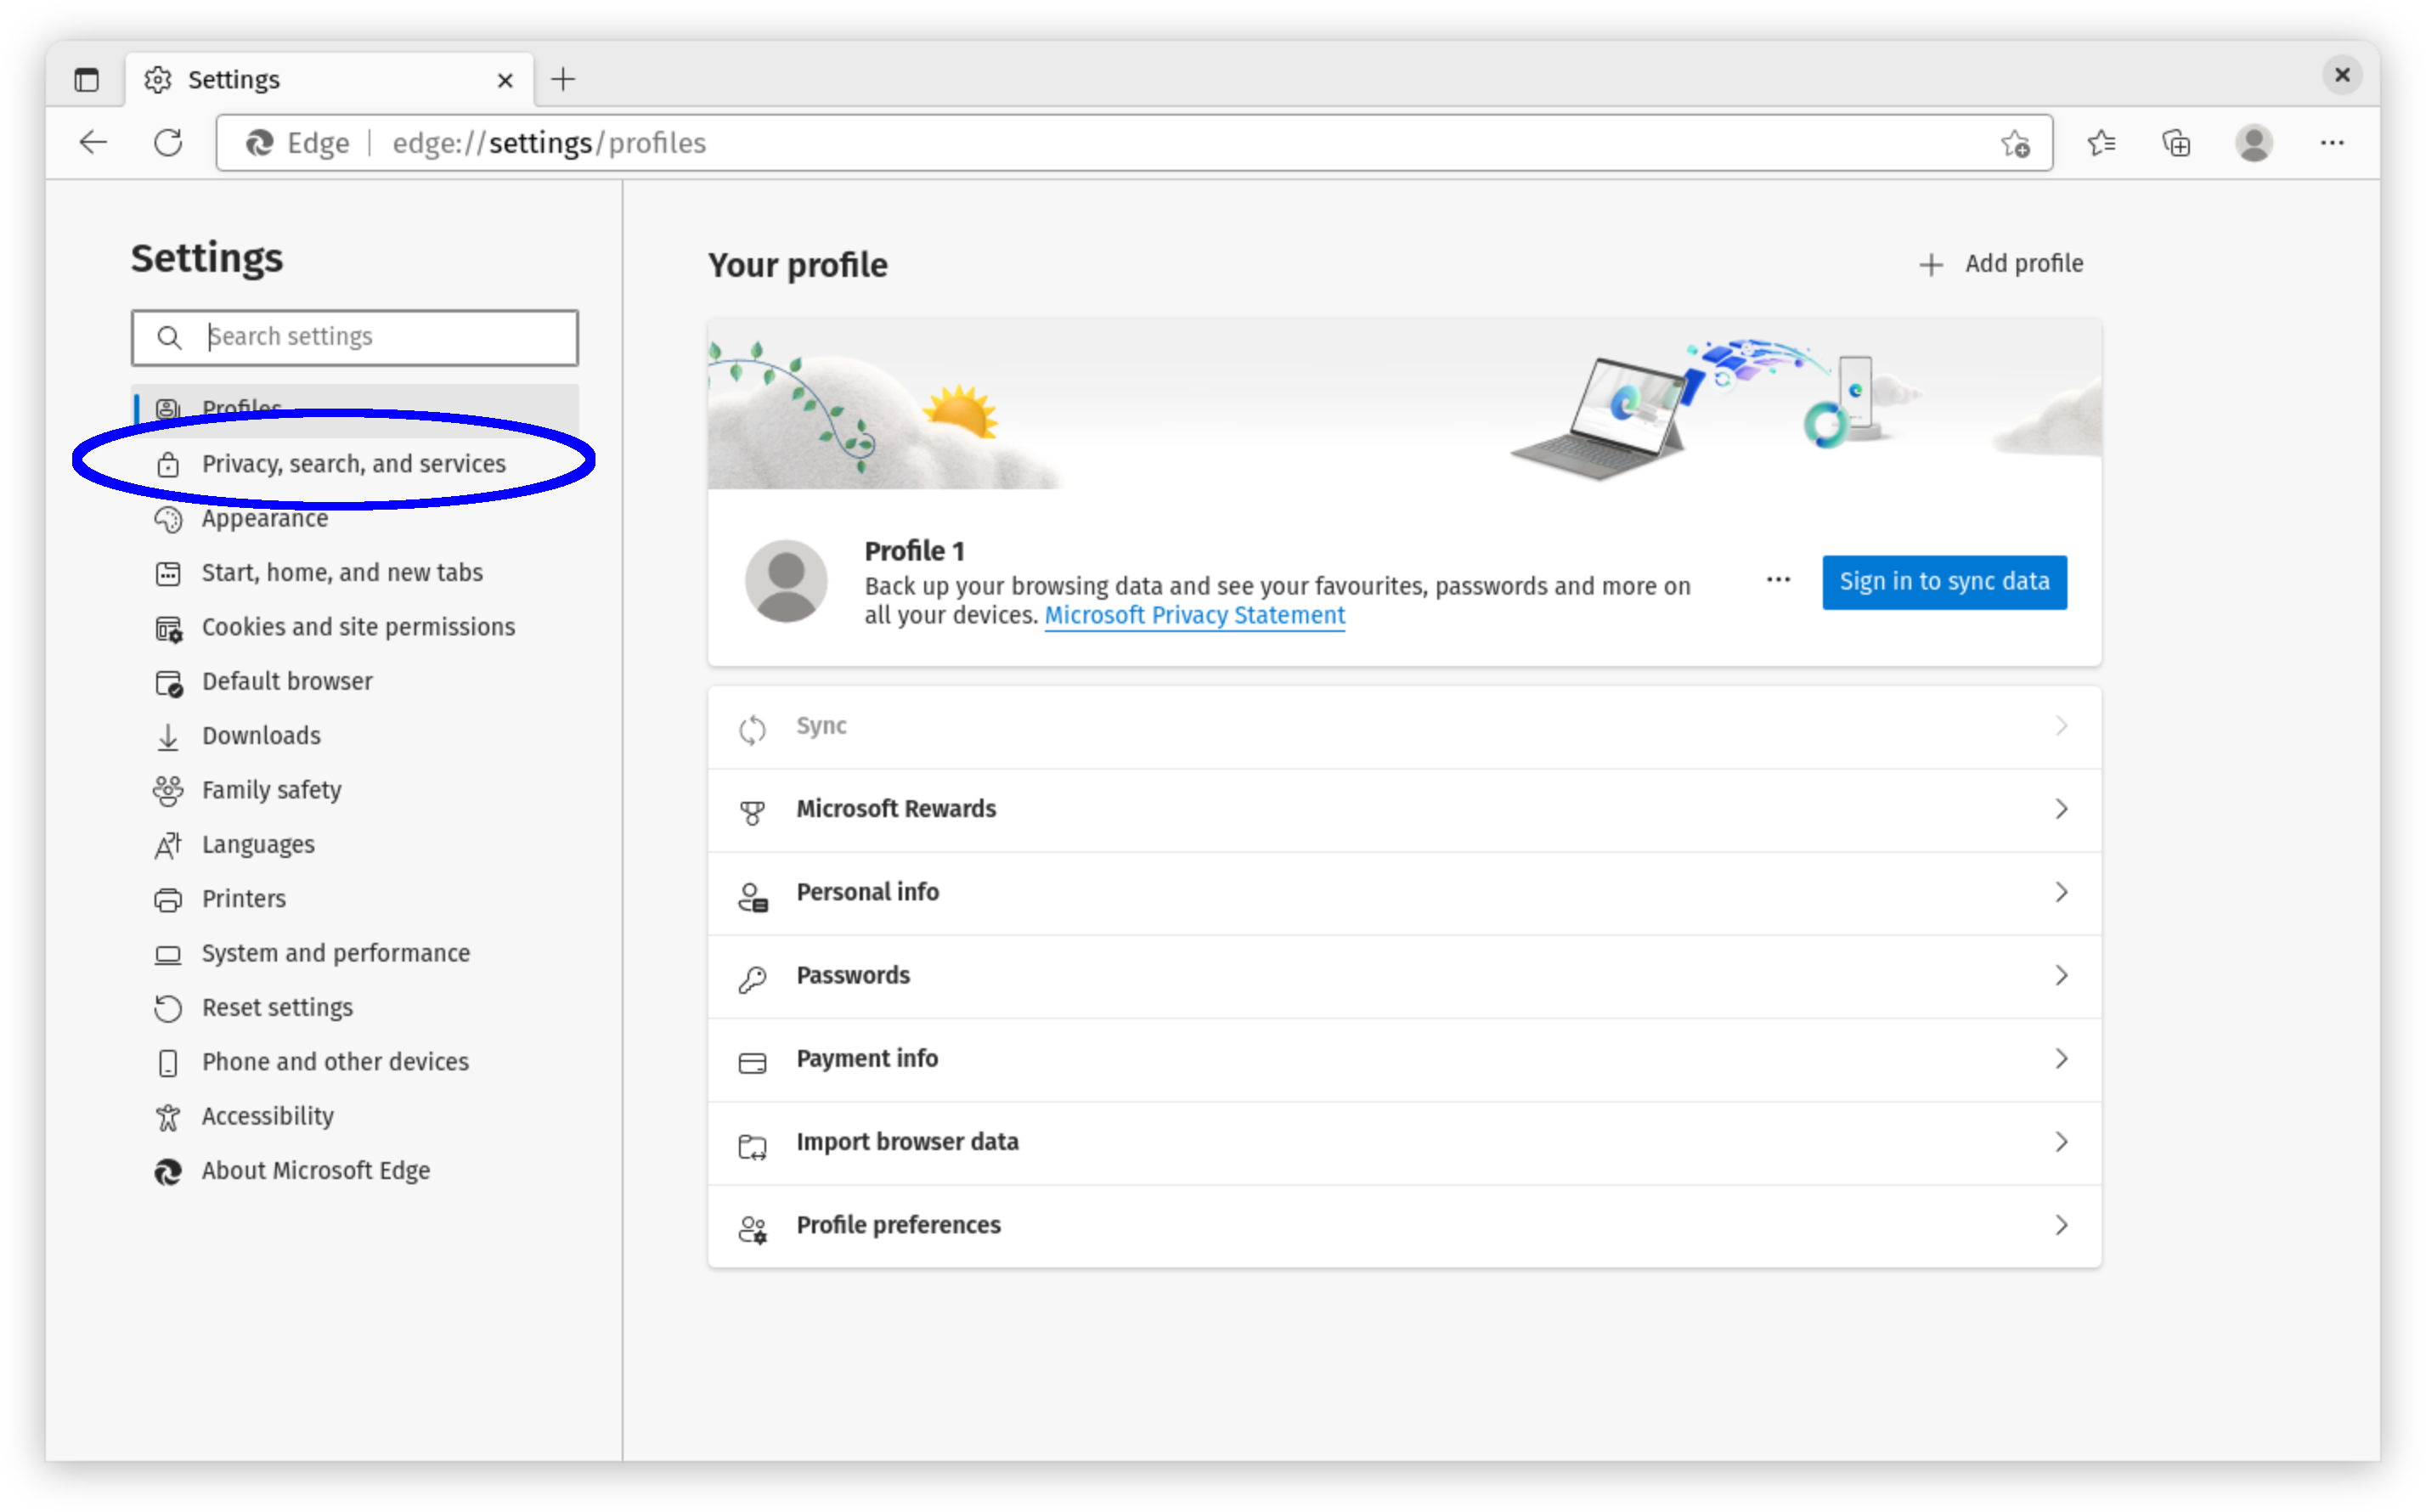 Settings
Edge
edge://settings/profiles
Settings
Search settings
Profiles
Privacy, search, and services
Appearance
Start, home, and new tabs
Cookies and site permissions
Default browser
Downloads
Family safety
Languages
Printers
System and performance
Reset settings
Phone and other devices
Accessibility
About Microsoft Edge
Your profile
Add profile
Profile 1
Back up your browsing data and see your favourites, passwords and more on
all your devices. Microsoft Privacy Statement
Sign in to sync data
Sync
Microsoft Rewards
Personal info
Passwords
Payment info
Import browser data
Profile preferences